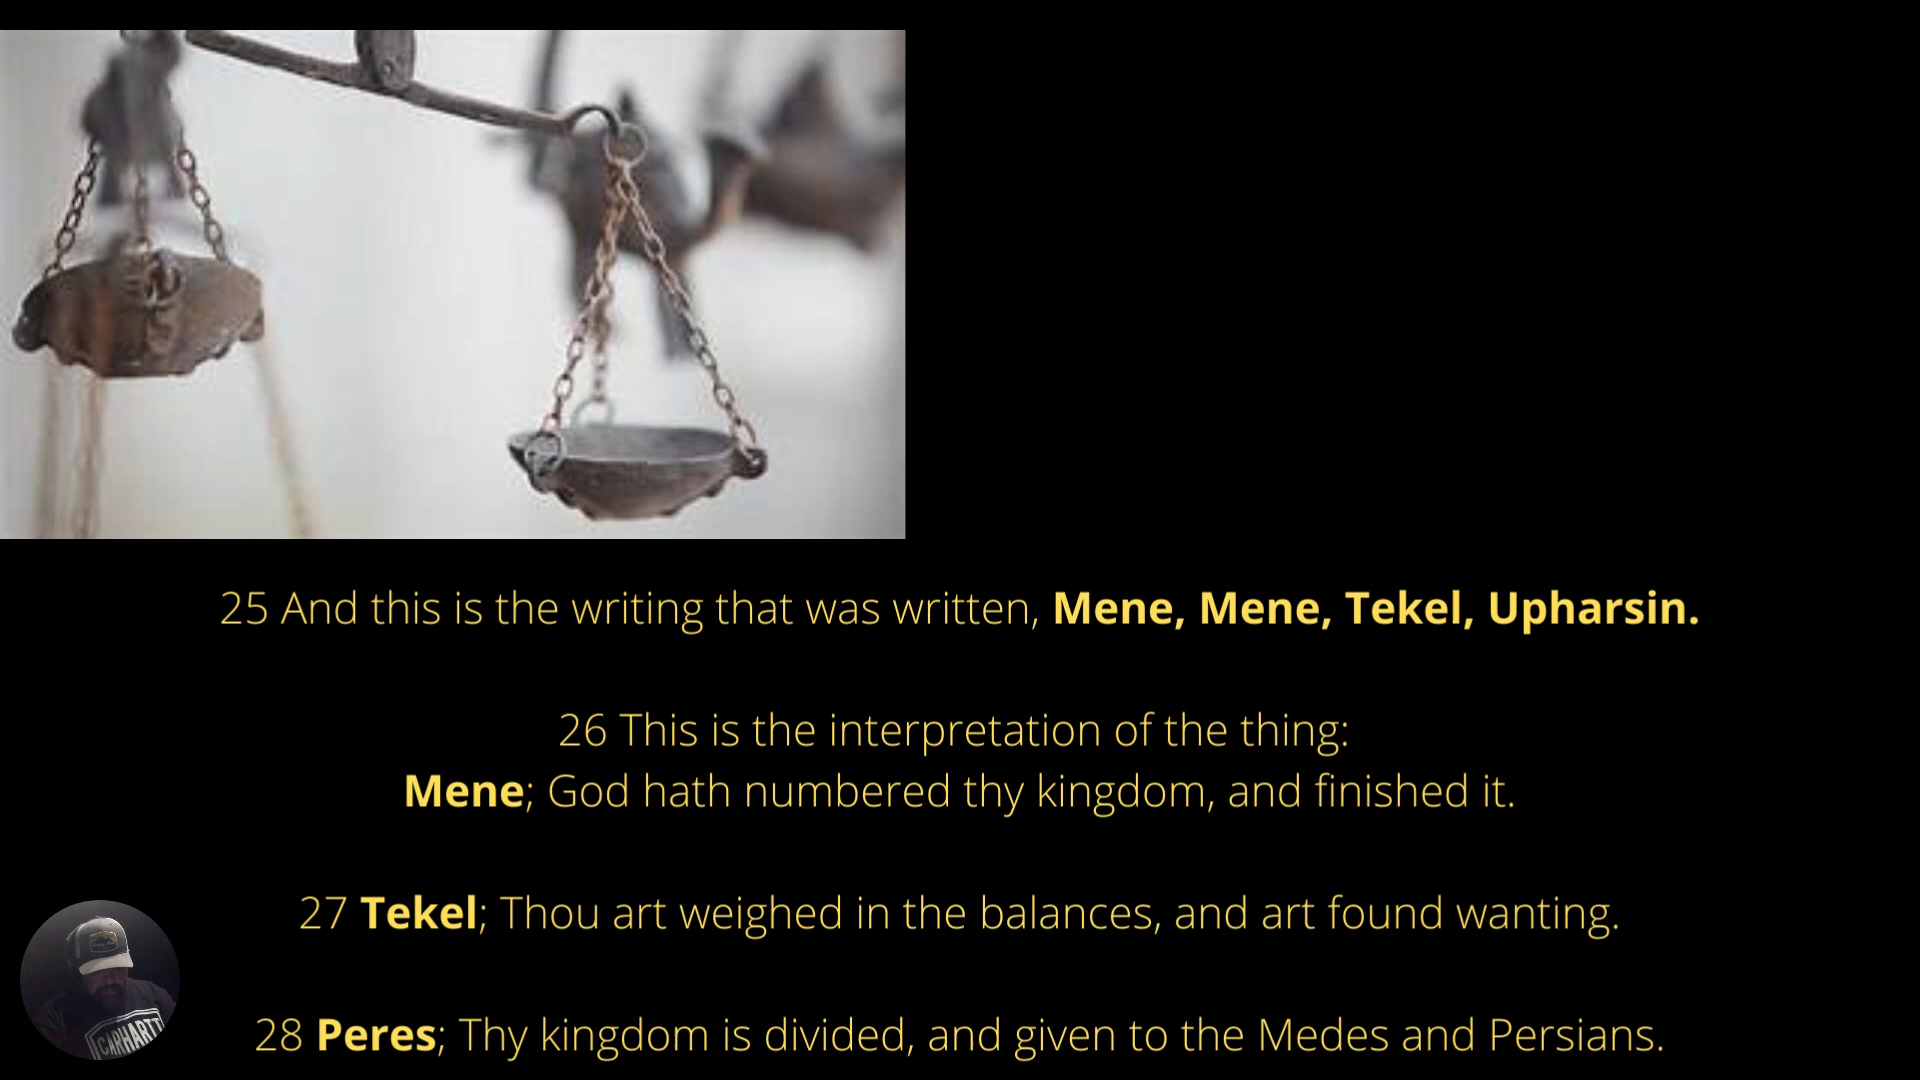 25 And this is the writing that was written, Mene, Mene, Tekel, Upharsin.
26 This is the interpretation of the thing:
Mene; God hath numbered thy kingdom, and finished it.
27 Tekel; Thou art weighed in the balances, and art found wanting.
28 Peres; Thy kingdom is divided, and given to the Medes and Persians.
CARHARTT